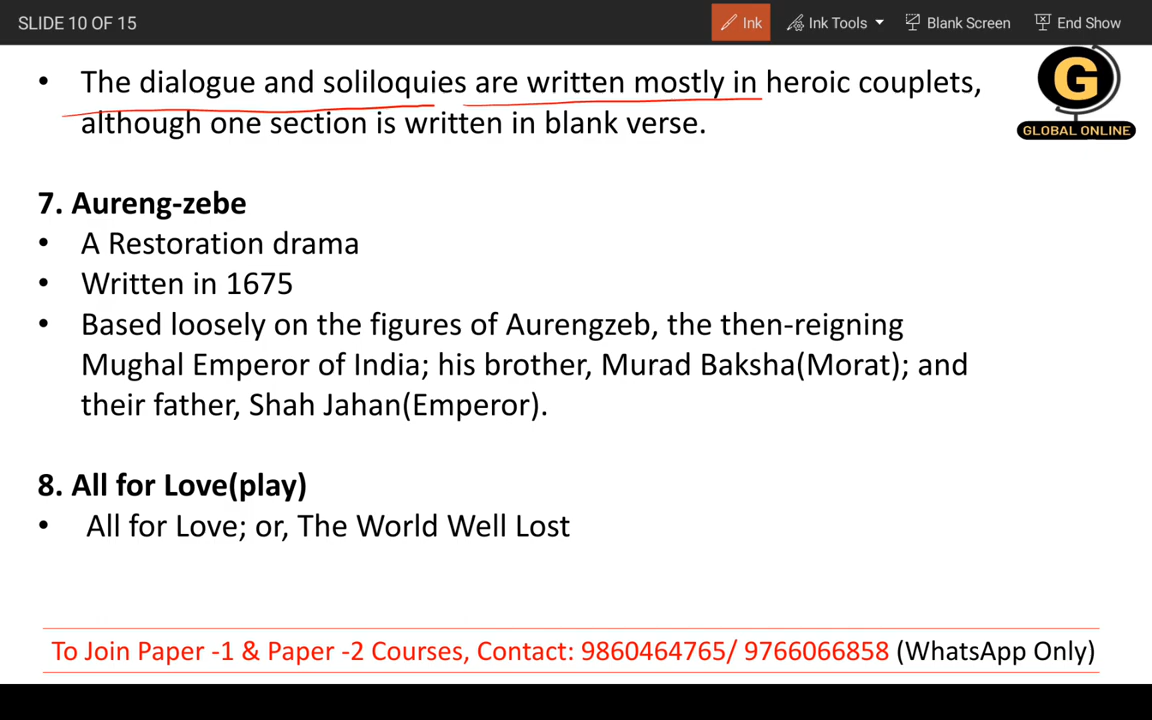 SLIDE 10 OF 15
Ink
Ink Tools
Blank Screen
End Show
• The dialogue and soliloquies are written mostly in heroic couplets,
although one section is written in blank verse.
G
GLOBAL ONLINE
7. Aureng-zebe
• A Restoration drama
• Written in 1675
• Based loosely on the figures of Aurengzeb, the then-reigning
Mughal Emperor of India; his brother, Murad Baksha(Morat); and
their father, Shah Jahan(Emperor).
8. All for Love(play)
• All for Love; or, The World Well Lost
To Join Paper -1 & Paper -2 Courses, Contact: 9860464765/ 9766066858 (WhatsApp Only)